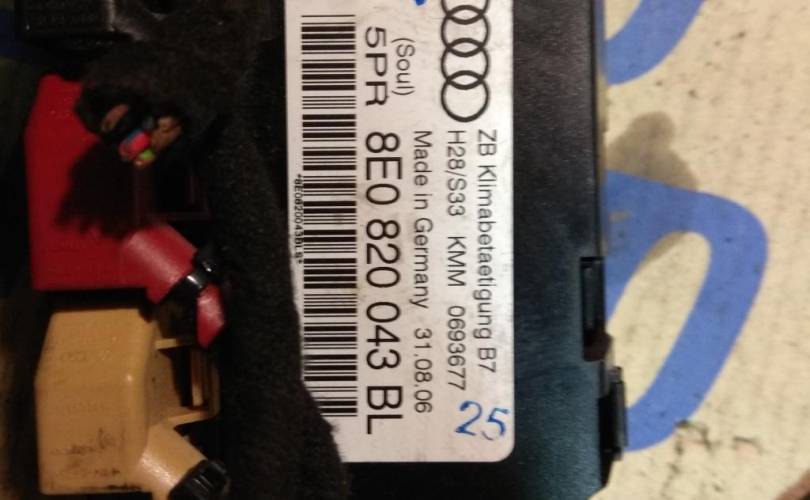 ZB Klimabetaetigung B7
H28/S33 KMM 0693677
Made in Germany 31.08.06
(Soul)
5PR 8E0 820 043 BL
*8E0820043BLS*
25